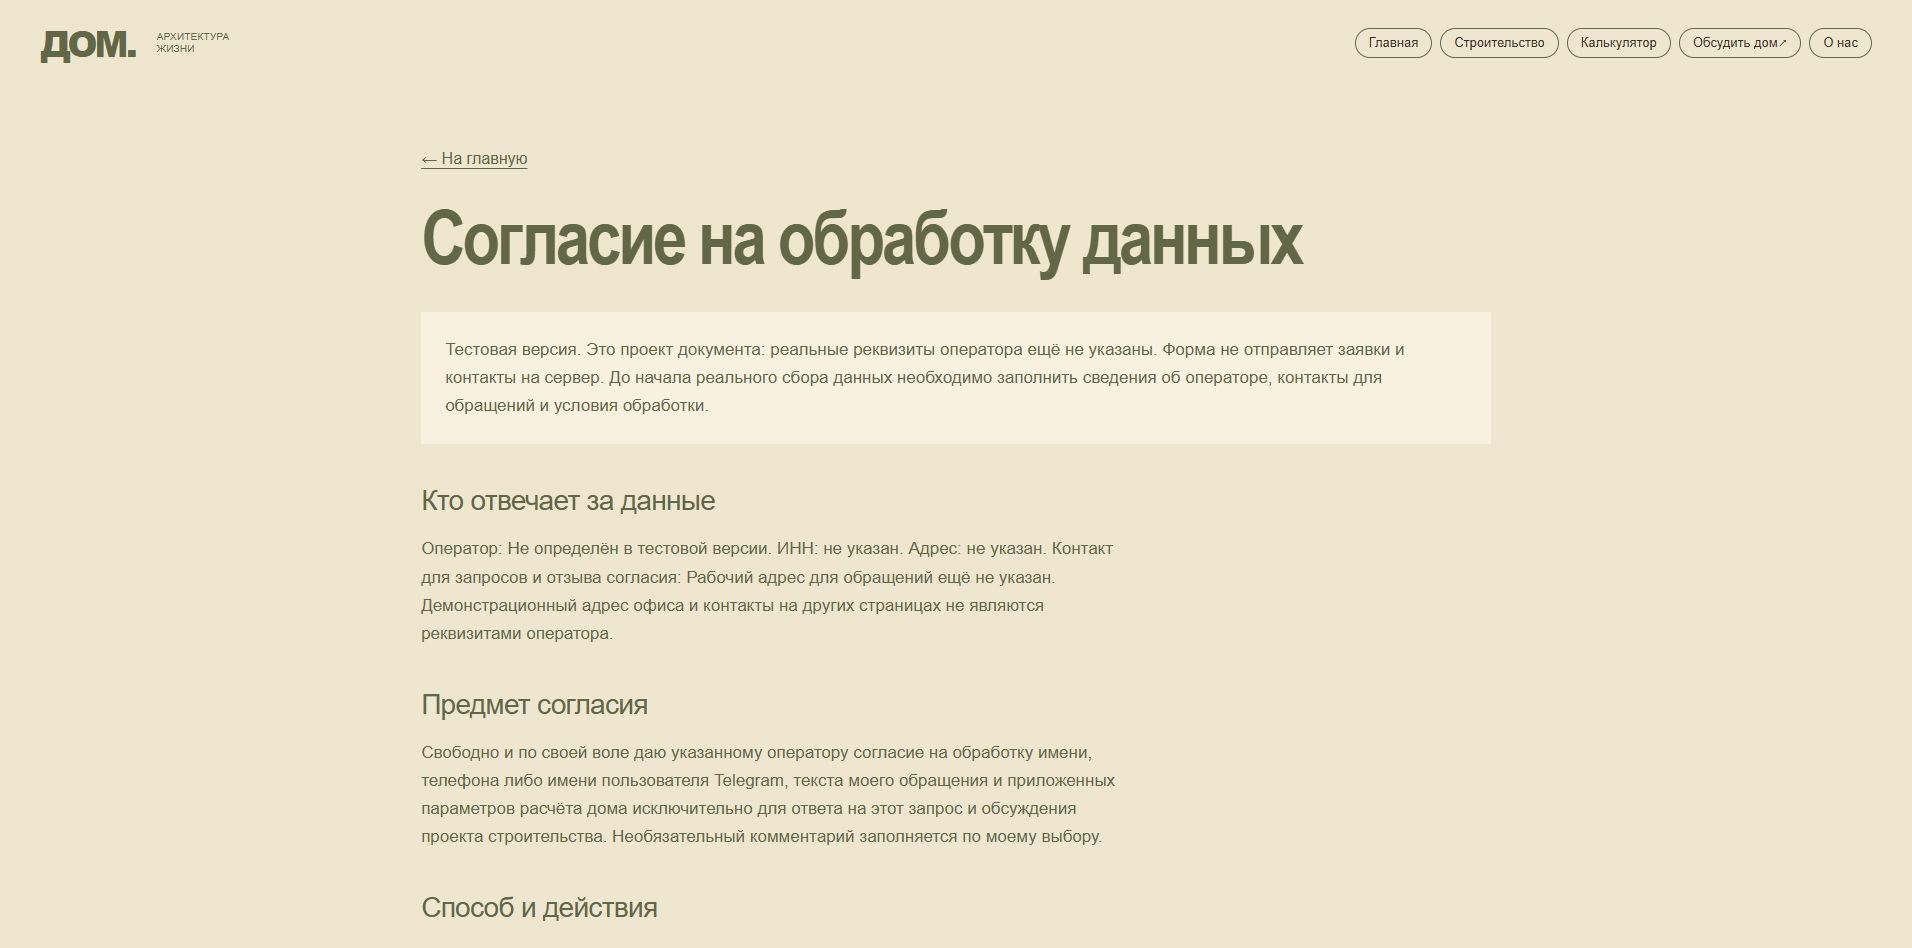 ДОМ.
АРХИТЕКТУРА
ЖИЗНИ
Главная
Строительство
Калькулятор
Обсудить дом↗
О нас
← На главную
Согласие на обработку данных
Тестовая версия. Это проект документа: реальные реквизиты оператора ещё не указаны. Форма не отправляет заявки и
контакты на сервер. До начала реального сбора данных необходимо заполнить сведения об операторе, контакты для
обращений и условия обработки.
Кто отвечает за данные
Оператор: Не определён в тестовой версии. ИНН: не указан. Адрес: не указан. Контакт
для запросов и отзыва согласия: Рабочий адрес для обращений ещё не указан.
Демонстрационный адрес офиса и контакты на других страницах не являются
реквизитами оператора.
Предмет согласия
Свободно и по своей воле даю указанному оператору согласие на обработку имени,
телефона либо имени пользователя Telegram, текста моего обращения и приложенных
параметров расчёта дома исключительно для ответа на этот запрос и обсуждения
проекта строительства. Необязательный комментарий заполняется по моему выбору.
Способ и действия